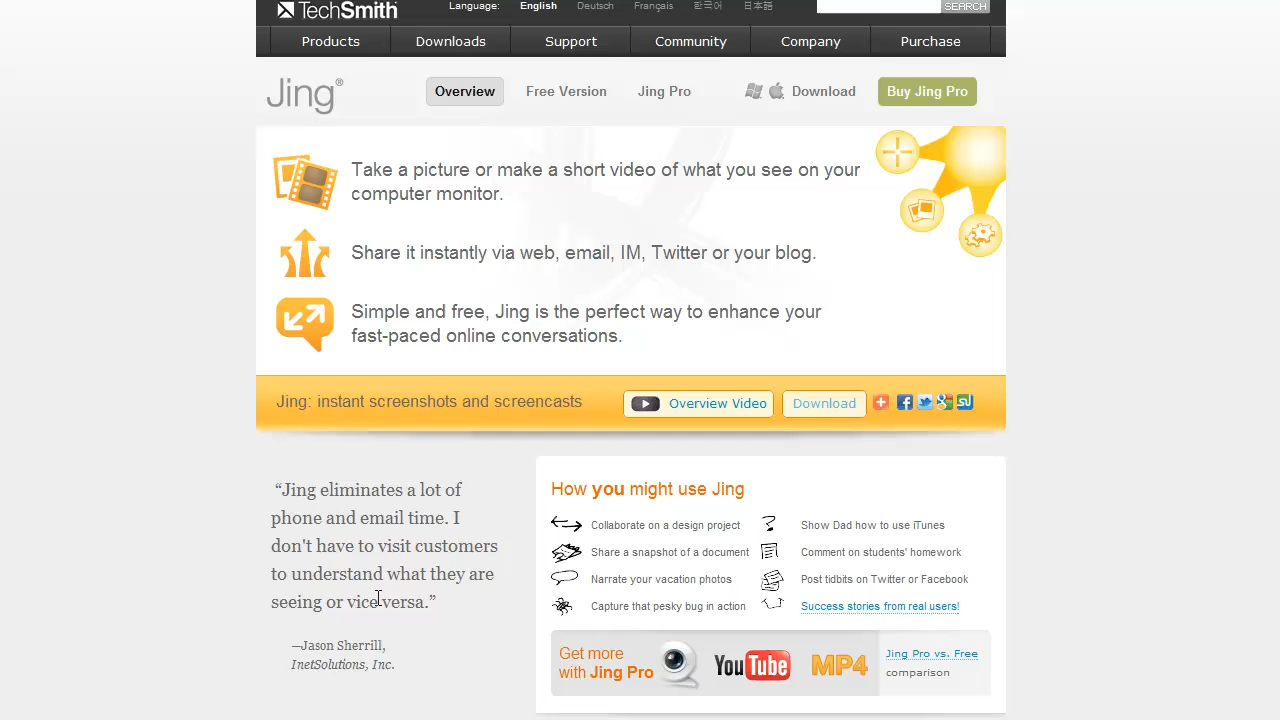 TechSmith
Language: English Deutsch Français 한국어 日本語
SEARCH
Products Downloads Support Community Company Purchase
Jing®
Overview Free Version Jing Pro Download Buy Jing Pro
Take a picture or make a short video of what you see on your
computer monitor.
Share it instantly via web, email, IM, Twitter or your blog.
Simple and free, Jing is the perfect way to enhance your
fast-paced online conversations.
Jing: instant screenshots and screencasts
Overview Video
Download
“Jing eliminates a lot of
phone and email time. I
don't have to visit customers
to understand what they are
seeing or vice versa.”
—Jason Sherrill,
InetSolutions, Inc.
How you might use Jing
Collaborate on a design project
Share a snapshot of a document
Narrate your vacation photos
Capture that pesky bug in action
Show Dad how to use iTunes
Comment on students' homework
Post tidbits on Twitter or Facebook
Success stories from real users!
Get more
with Jing Pro
YouTube
MP4
Jing Pro vs. Free
comparison